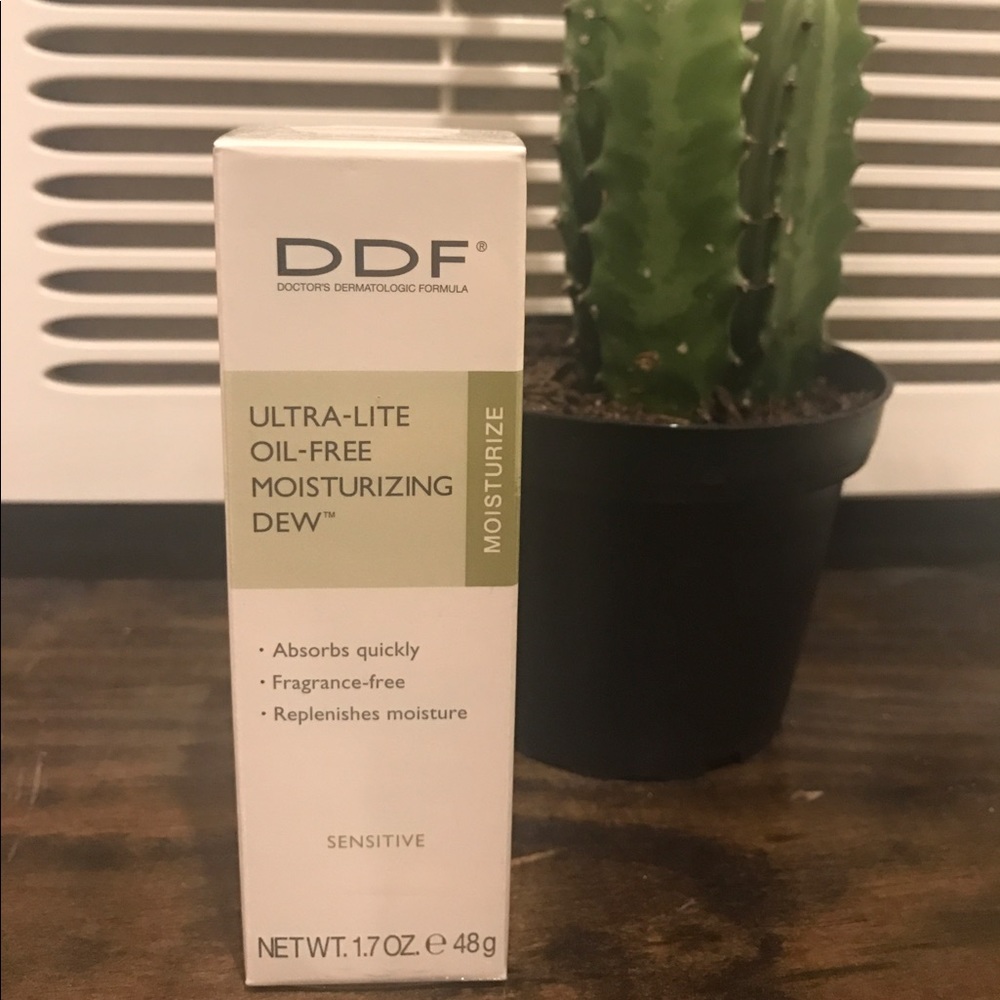 DDF®
DOCTOR'S DERMATOLOGIC FORMULA
ULTRA-LITE
OIL-FREE
MOISTURIZING
DEW™
MOISTURIZE
· Absorbs quickly
· Fragrance-free
· Replenishes moisture
SENSITIVE
NET WT. 1.7 OZ. ℮ 48g